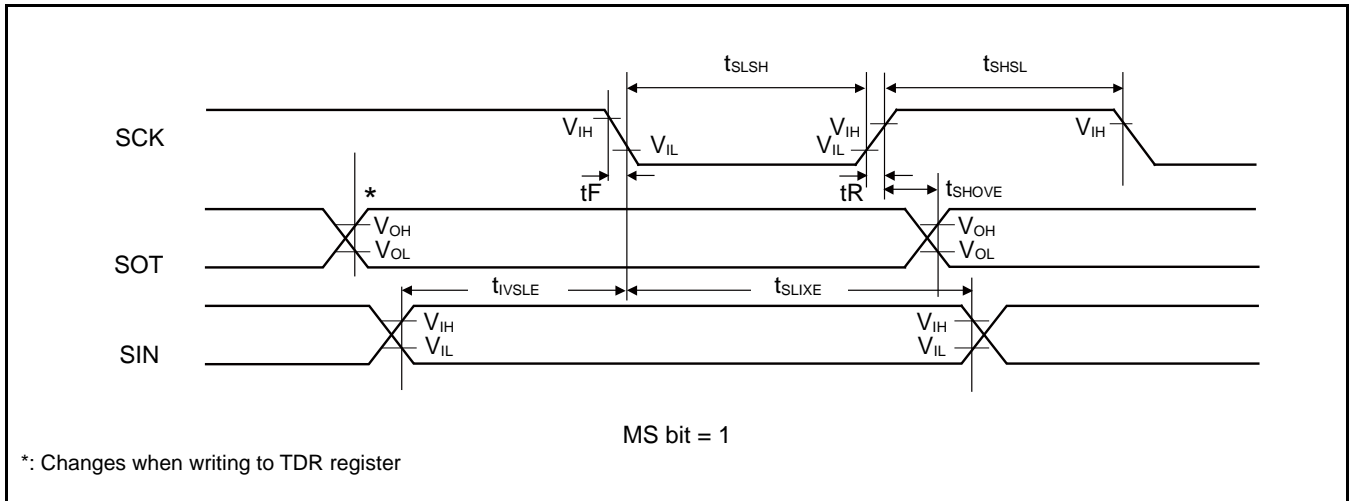 tSLSH
tSHSL
SCK
VIH
VIL
VIL
VIH
VIH
tF
tR
tSHOVE
*
SOT
VOH
VOL
VOH
VOL
tIVSLE
tSLIXE
SIN
VIH
VIL
VIH
VIL
MS bit = 1
*: Changes when writing to TDR register